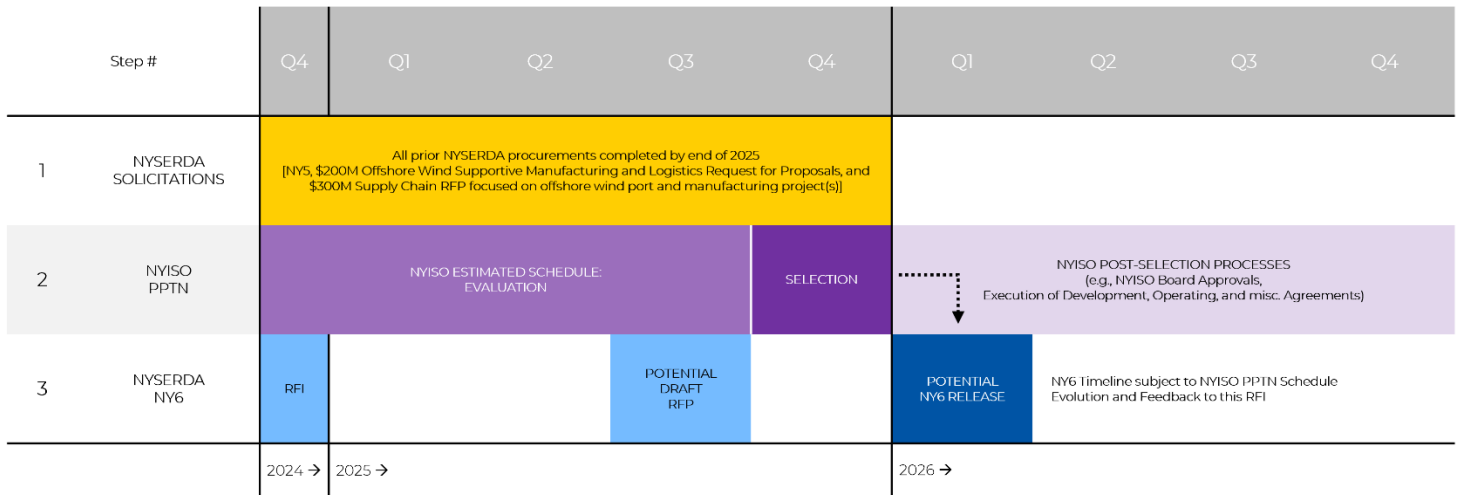 Step #
Q4
Q1
Q2
Q3
Q4
Q1
Q2
Q3
Q4
1
NYSERDA
SOLICITATIONS
All prior NYSERDA procurements completed by end of 2025
[NY5, $200M Offshore Wind Supportive Manufacturing and Logistics Request for Proposals, and
$300M Supply Chain RFP focused on offshore wind port and manufacturing project(s)]
2
NYISO
PPTN
NYISO ESTIMATED SCHEDULE:
EVALUATION
SELECTION
NYISO POST-SELECTION PROCESSES
(e.g., NYISO Board Approvals,
Execution of Development, Operating, and misc. Agreements)
3
NYSERDA
NY6
RFI
POTENTIAL
DRAFT
RFP
POTENTIAL
NY6 RELEASE
NY6 Timeline subject to NYISO PPTN Schedule
Evolution and Feedback to this RFI
2024 →
2025 →
2026 →